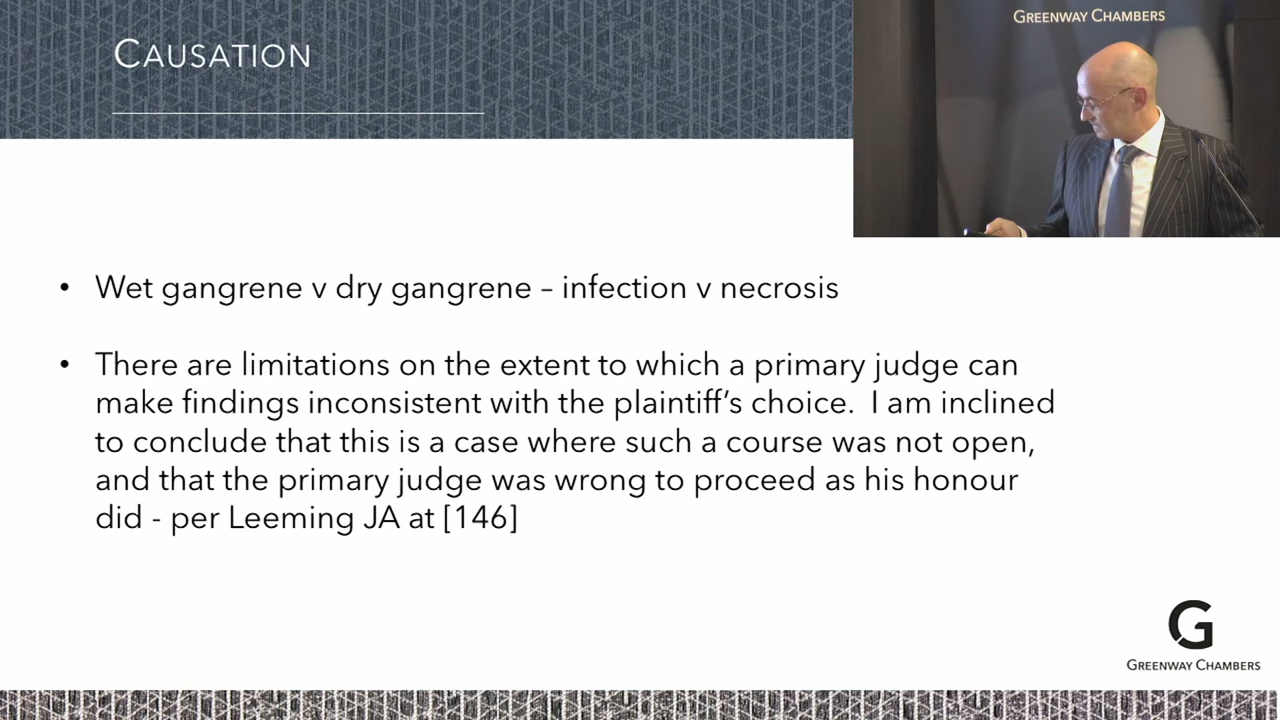 CAUSATION
GREENWAY CHAMBERS
• Wet gangrene v dry gangrene – infection v necrosis
• There are limitations on the extent to which a primary judge can
make findings inconsistent with the plaintiff’s choice.  I am inclined
to conclude that this is a case where such a course was not open,
and that the primary judge was wrong to proceed as his honour
did - per Leeming JA at [146]
G
GREENWAY CHAMBERS